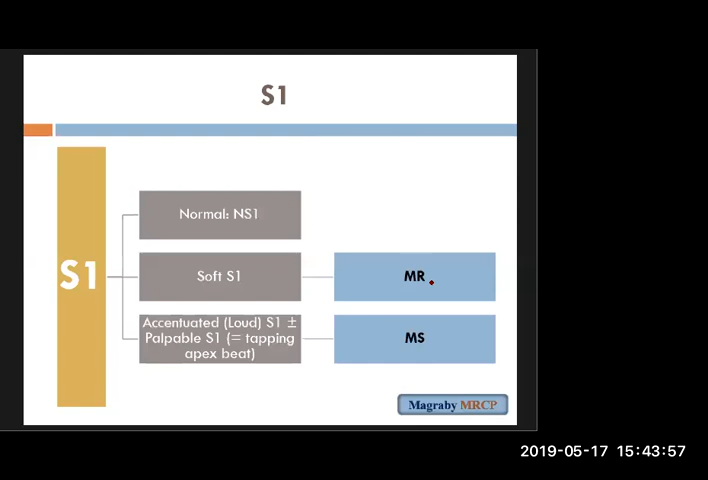 S1
S1
Normal: NS1
Soft S1
MR
Accentuated (Loud) S1 ±
Palpable S1 (= tapping
apex beat)
MS
Magraby MRCP
2019-05-17 15:43:57